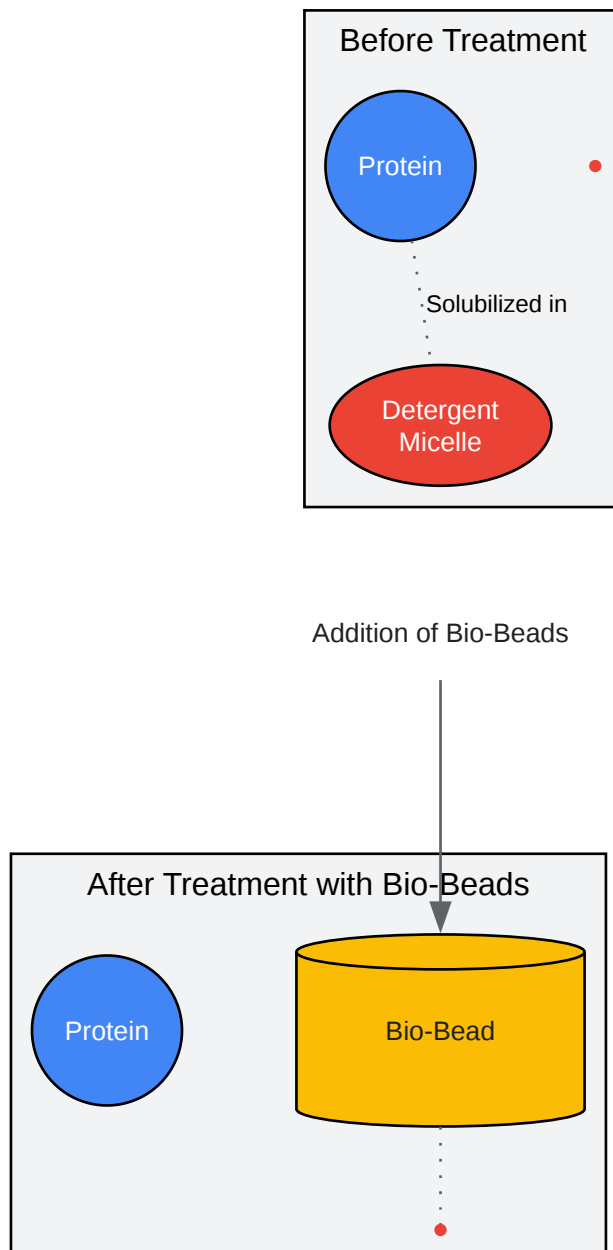 Before Treatment
Protein
Solubilized in
Detergent
Micelle
Addition of Bio-Beads
After Treatment with Bio-Beads
Protein
Bio-Bead